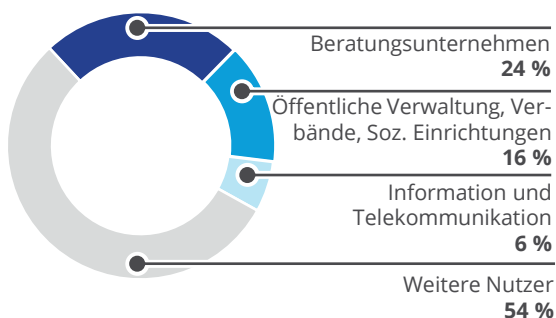 Beratungsunternehmen
24 %
Öffentliche Verwaltung, Ver-
bände, Soz. Einrichtungen
16 %
Information und
Telekommunikation
6 %
Weitere Nutzer
54 %